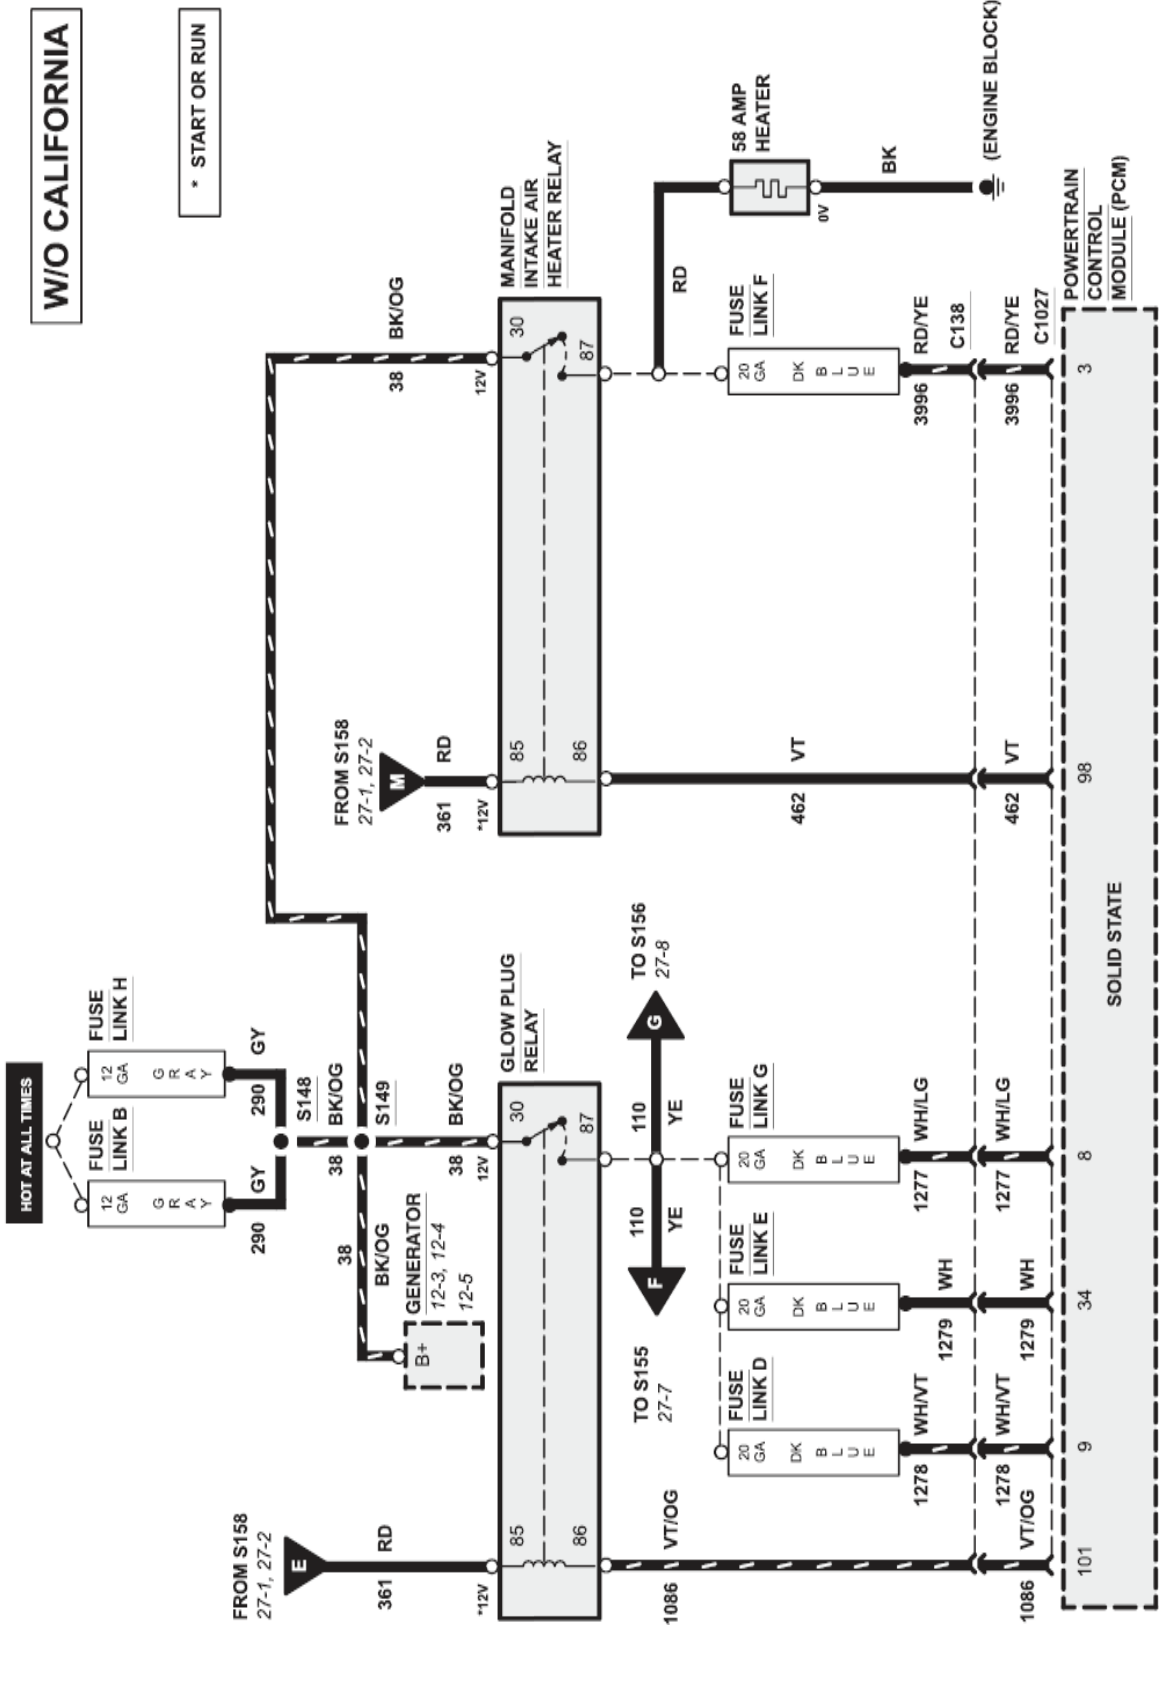 W/O CALIFORNIA
* START OR RUN
HOT AT ALL TIMES
FUSE
LINK B
12
GA
G
R
A
Y
FUSE
LINK H
12
GA
G
R
A
Y
290
GY
290
GY
S148
38
BK/OG
S149
38
BK/OG
38
BK/OG
12V
GENERATOR
12-3, 12-4
12-5
B+
38
BK/OG
12V
FROM S158
27-1, 27-2
E
361
RD
*12V
FROM S158
27-1, 27-2
M
361
RD
*12V
GLOW PLUG
RELAY
85
86
30
87
MANIFOLD
INTAKE AIR
HEATER RELAY
85
86
30
87
TO S155
27-7
F
110
YE
110
YE
G
TO S156
27-8
RD
58 AMP
HEATER
0V
BK
(ENGINE BLOCK)
FUSE
LINK D
20
GA
DK
B
L
U
E
FUSE
LINK E
20
GA
DK
B
L
U
E
FUSE
LINK G
20
GA
DK
B
L
U
E
FUSE
LINK F
20
GA
DK
B
L
U
E
1086
VT/OG
1278
WH/VT
1279
WH
1277
WH/LG
462
VT
3996
RD/YE
C138
1086
VT/OG
1278
WH/VT
1279
WH
1277
WH/LG
462
VT
3996
RD/YE
C1027
101
9
34
8
98
3
SOLID STATE
POWERTRAIN
CONTROL
MODULE (PCM)